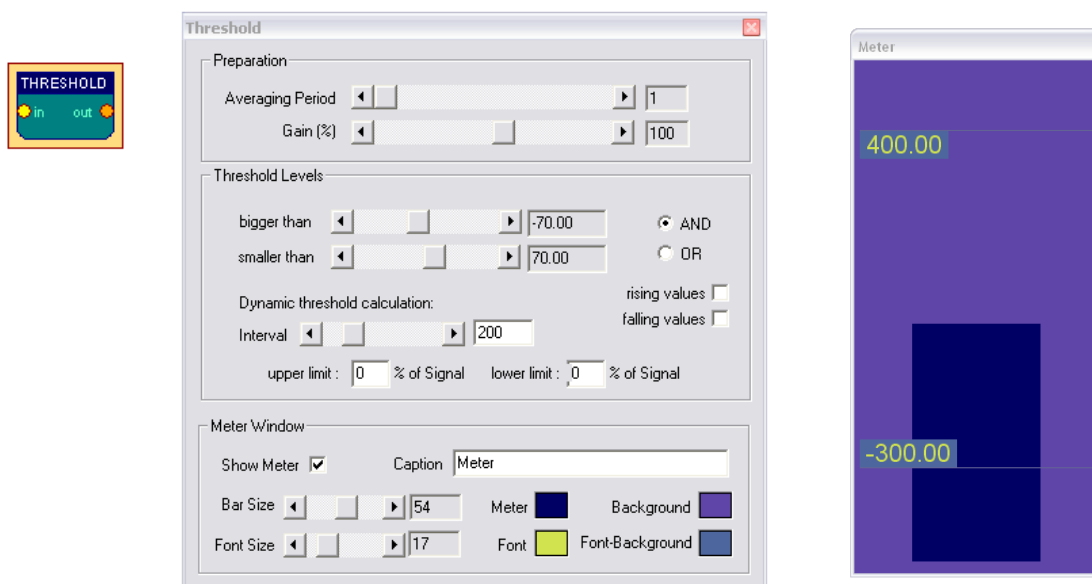 THRESHOLD
in out
Threshold
Preparation
Averaging Period 1
Gain (%) 100
Threshold Levels
bigger than -70.00 AND
smaller than 70.00 OR
rising values
Dynamic threshold calculation:
falling values
Interval 200
upper limit : 0 % of Signal lower limit : 0 % of Signal
Meter Window
Show Meter Caption Meter
Bar Size 54 Meter Background
Font Size 17 Font Font-Background
Meter
400.00
-300.00